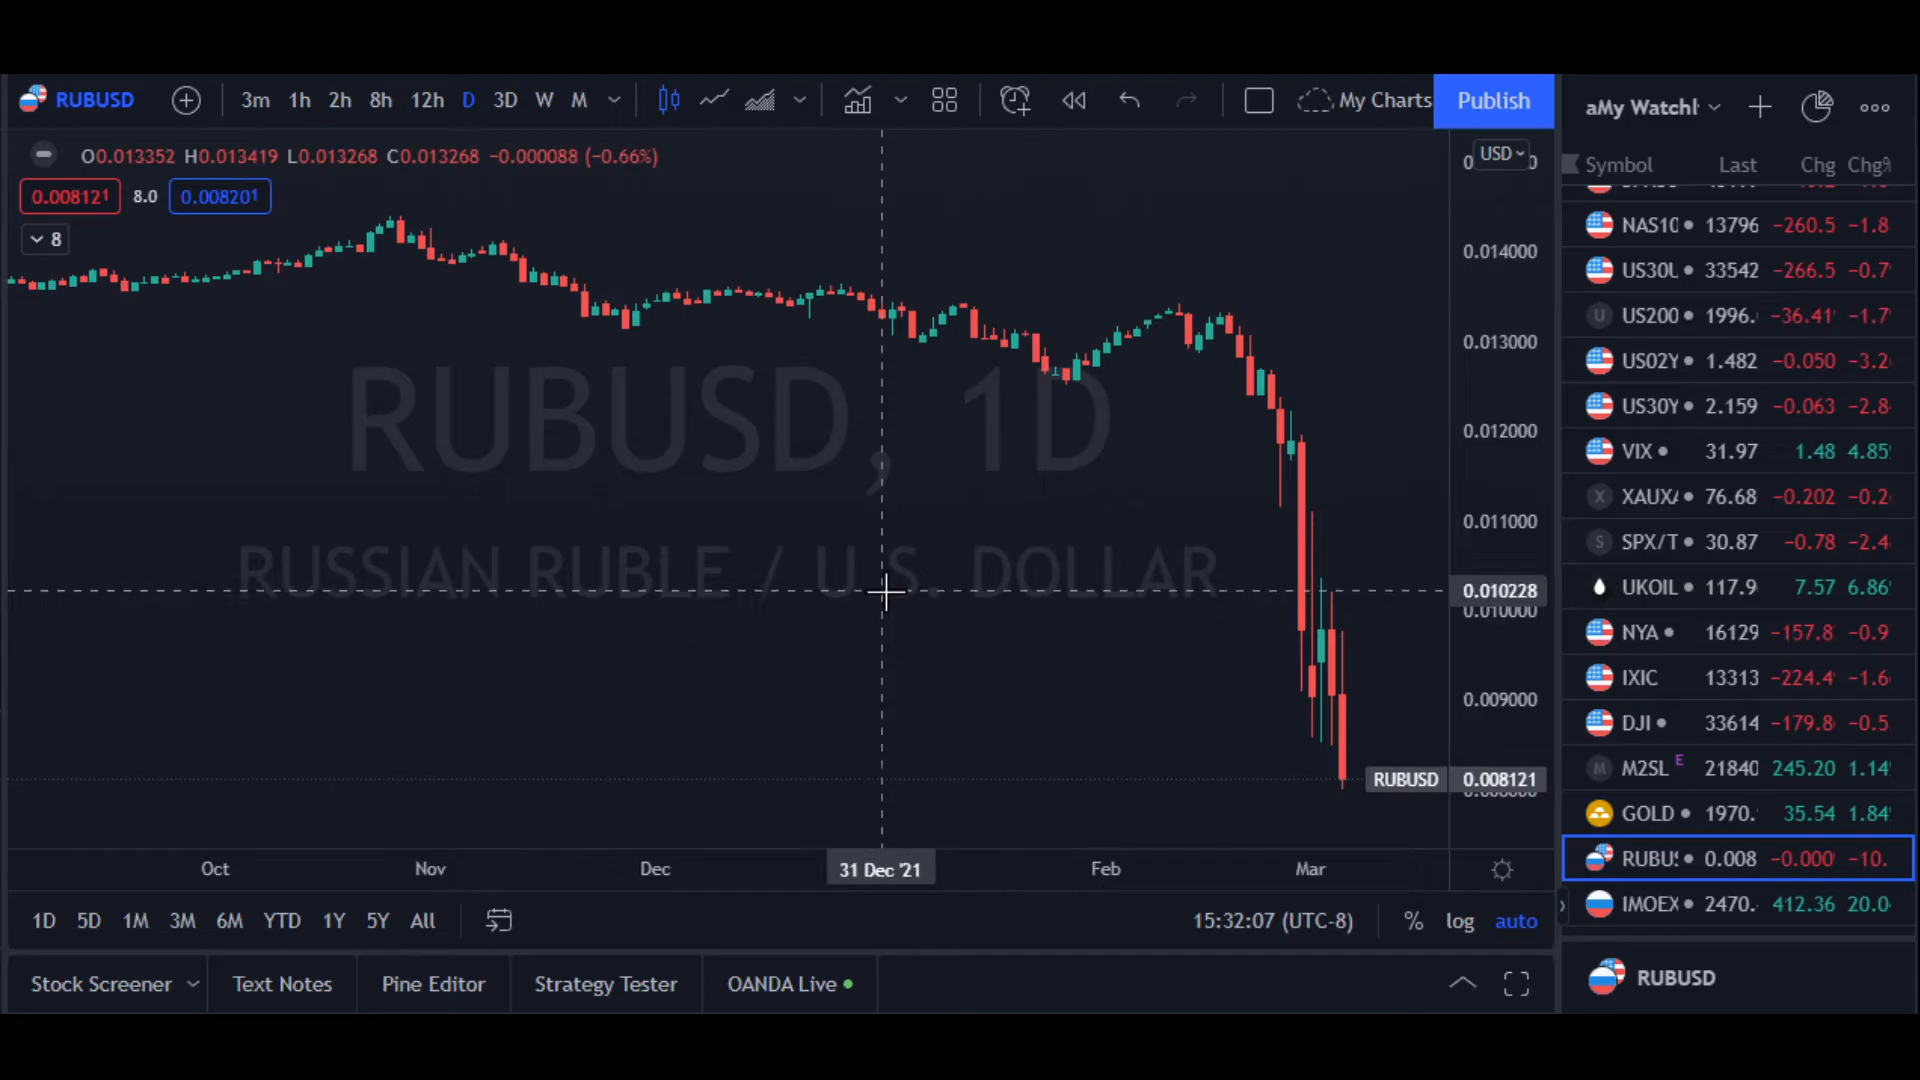 RUBUSD 3m 1h 2h 8h 12h D 3D W M My Charts Publish
aMy Watchl
O0.013352 H0.013419 L0.013268 C0.013268 −0.000088 (−0.66%)
USD
0.008121 8.0 0.008201
8
Symbol Last Chg Chg%
NAS10 13796 −260.5 −1.8
US30U 33542 −266.5 −0.7
U US200 1996. −36.41 −1.7
US02Y 1.482 −0.050 −3.2
US30Y 2.159 −0.063 −2.8
VIX 31.97 1.48 4.85
X XAUX 76.68 −0.202 −0.2
S SPX/T 30.87 −0.78 −2.4
UKOIL 117.9 7.57 6.86
NYA 16129 −157.8 −0.9
IXIC 13313 −224.4 −1.6
DJI 33614 −179.8 −0.5
M M2SL E 21840 245.20 1.14
GOLD 1970. 35.54 1.84
RUBUS 0.008 −0.000 −10.
IMOEX 2470. 412.36 20.0
0.014000
0.013000
0.012000
0.011000
0.010228
0.010000
0.009000
RUBUSD 0.008121
RUBUSD, 1D
RUSSIAN RUBLE / U.S. DOLLAR
Oct Nov Dec 31 Dec '21 Feb Mar
1D 5D 1M 3M 6M YTD 1Y 5Y All 15:32:07 (UTC-8) % log auto
Stock Screener Text Notes Pine Editor Strategy Tester OANDA Live
RUBUSD